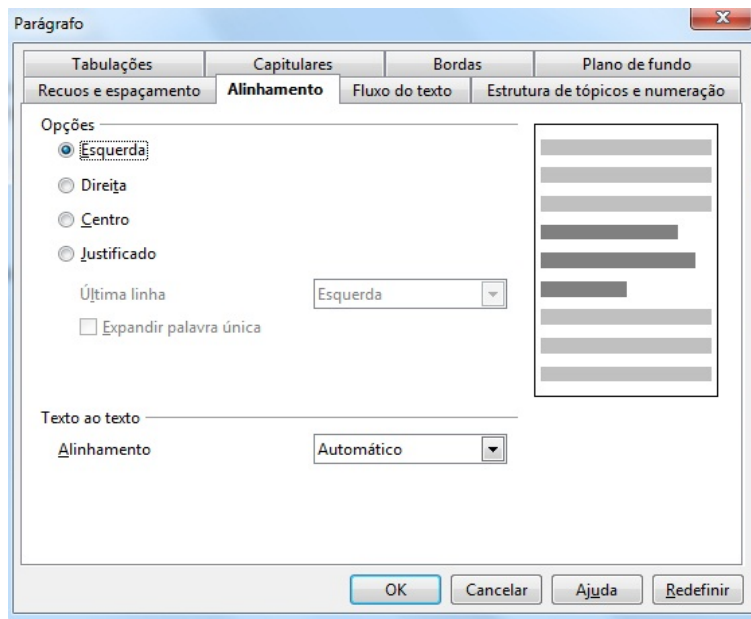 Parágrafo
x
Tabulações Capitulares Bordas Plano de fundo
Recuos e espaçamento Alinhamento Fluxo do texto Estrutura de tópicos e numeração
Opções
Esquerda
Direita
Centro
Justificado
Última linha Esquerda
Expandir palavra única
Texto ao texto
Alinhamento Automático
OK Cancelar Ajuda Redefinir